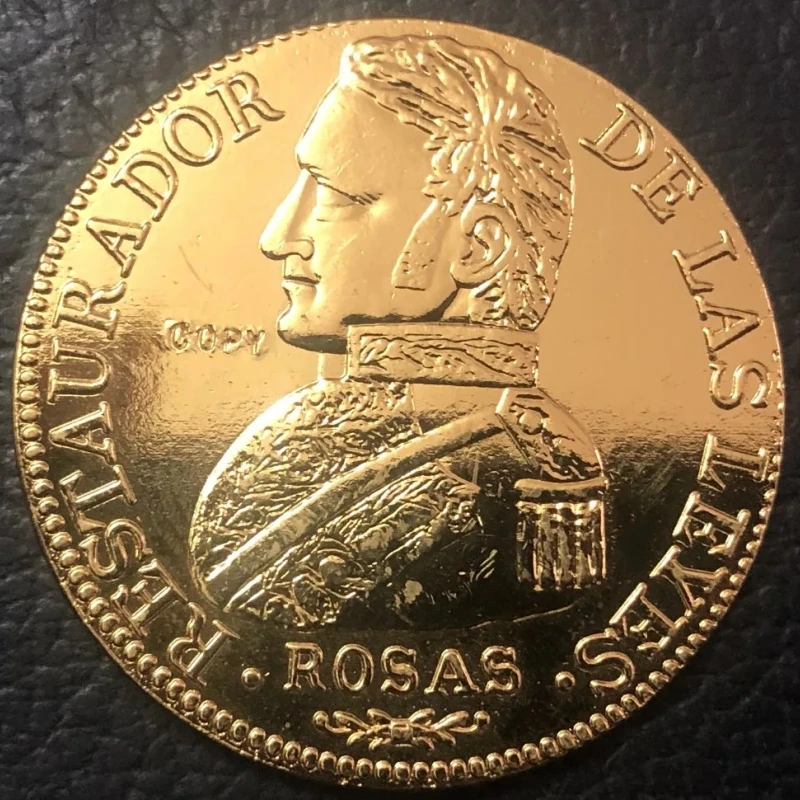 RESTAURADOR DE LAS LEYES.
COPY
· ROSAS ·